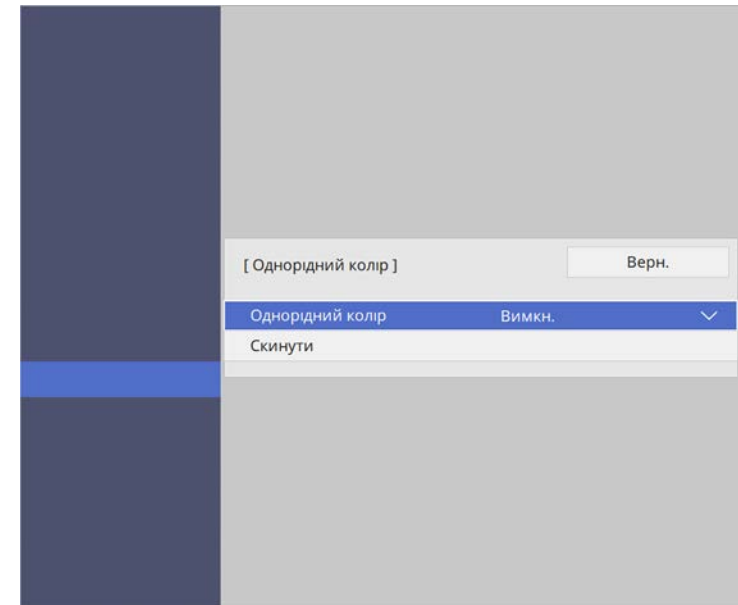 [ Однорідний колір ]
Верн.
Однорідний колір Вимкн.
Скинути